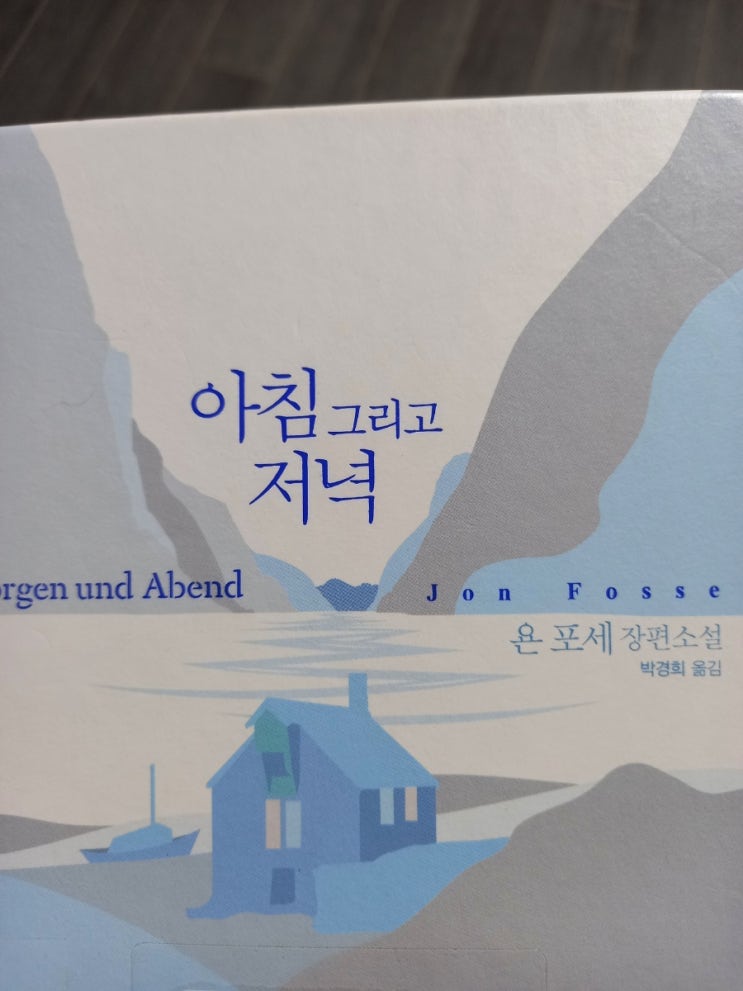 아침 그리고
저녁
orgen und Abend
Jon Fosse
욘 포세 장편소설
박경희 옮김